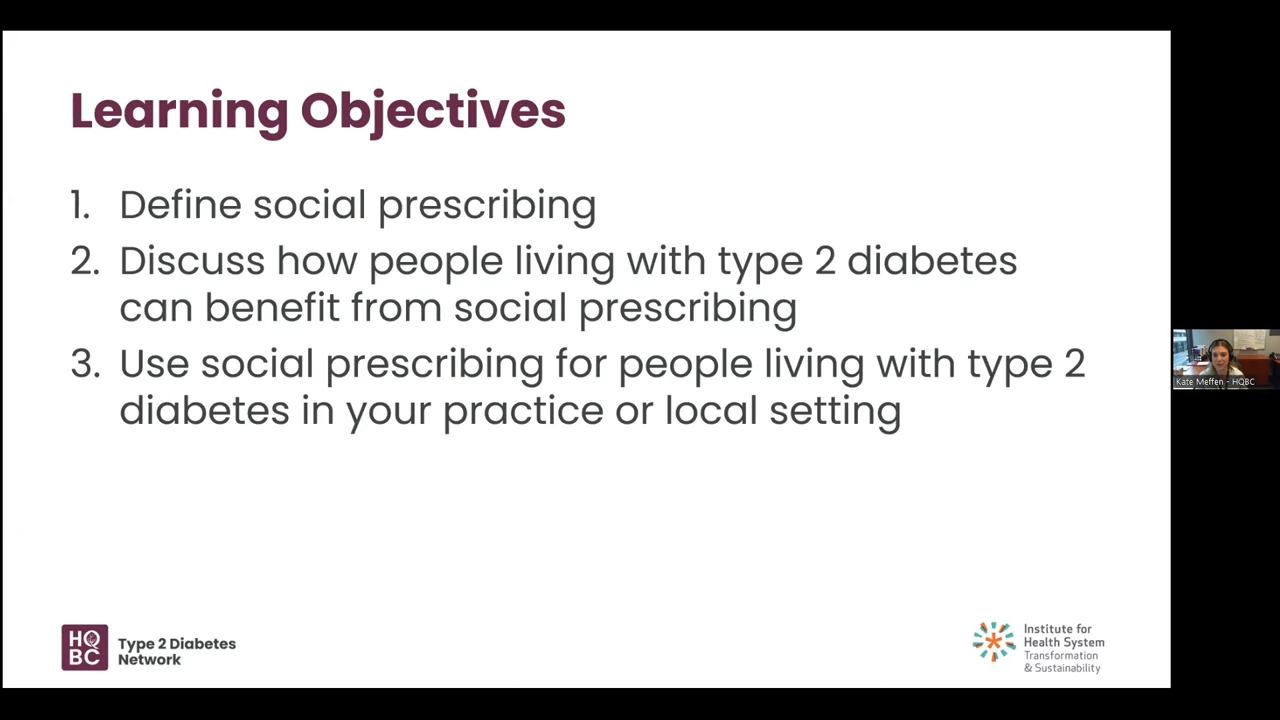 Learning Objectives
1. Define social prescribing
2. Discuss how people living with type 2 diabetes
can benefit from social prescribing
3. Use social prescribing for people living with type 2
diabetes in your practice or local setting
Kate Meffen - HQBC
HQ
BC
Type 2 Diabetes
Network
Institute for
Health System
Transformation
& Sustainability